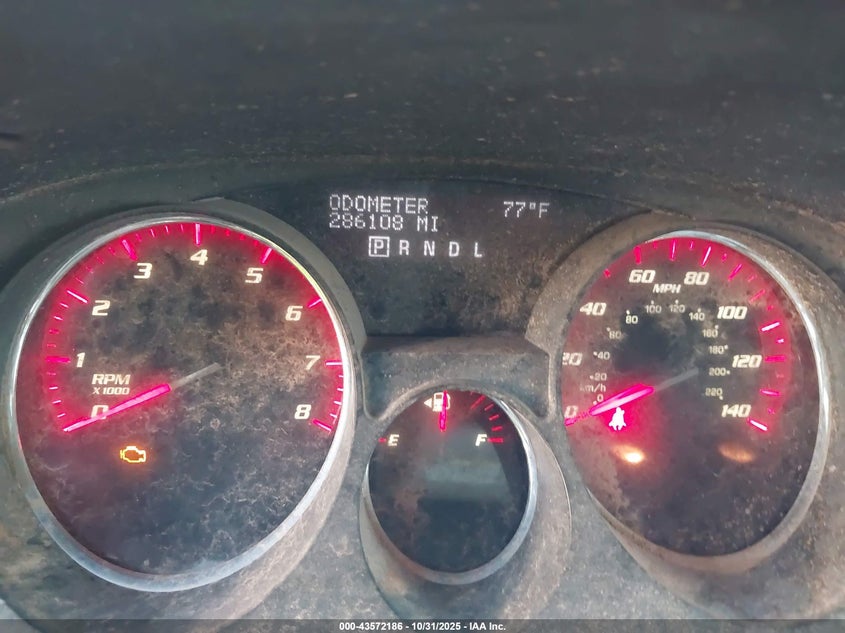 ODOMETER 77°F
286108 MI
P R N D L
0 1 2 3 4 5 6 7 8
RPM
X1000
E F
0 20 40 60 80 100 120 140
MPH
km/h
0 20 40 60 80 100 120 140 160 180 200 220
000-43572186 - 10/31/2025 - IAA Inc.